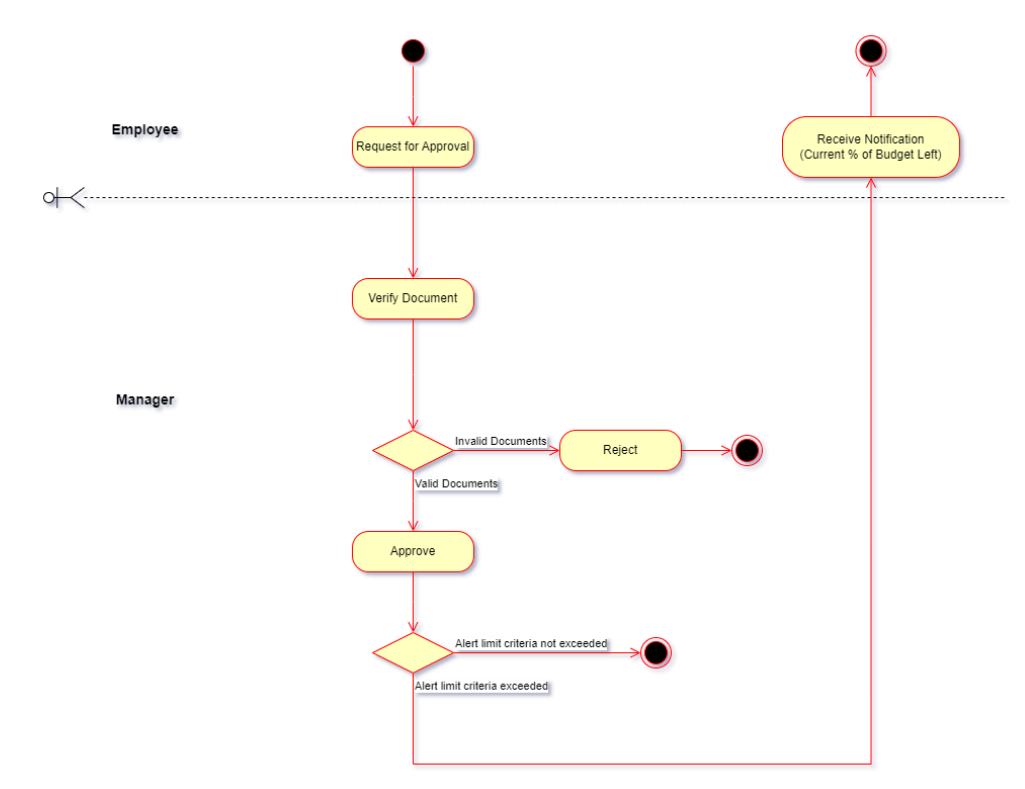 Employee
Request for Approval
Receive Notification
(Current % of Budget Left)
Verify Document
Manager
Invalid Documents
Reject
Valid Documents
Approve
Alert limit criteria not exceeded
Alert limit criteria exceeded